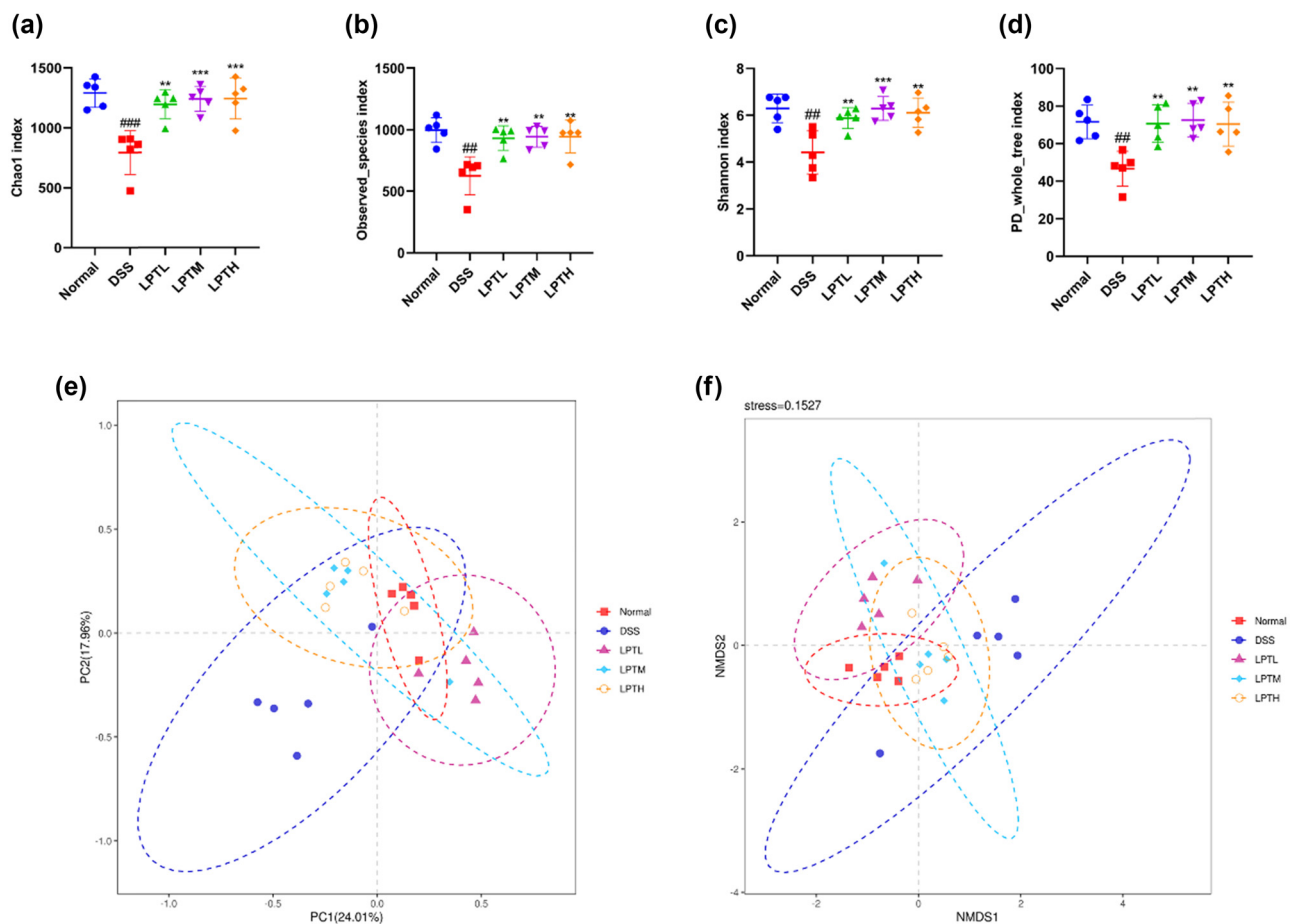 (a)
Chao1 index
1500
1000
500
0
###
**
***
***
Normal
DSS
LPTL
LPTM
LPTH
(b)
Observed_species index
1500
1000
500
0
##
**
**
**
Normal
DSS
LPTL
LPTM
LPTH
(c)
Shannon index
8
6
4
2
0
##
**
***
**
Normal
DSS
LPTL
LPTM
LPTH
(d)
PD_whole_tree index
100
80
60
40
20
0
##
**
**
**
Normal
DSS
LPTL
LPTM
LPTH
(e)
PC2(17.96%)
1.0
0.5
0.0
-0.5
-1.0
-1.0
-0.5
0.0
0.5
PC1(24.01%)
Normal
DSS
LPTL
LPTM
LPTH
(f)
stress=0.1527
NMDS2
2
0
-2
-4
-2
0
2
4
NMDS1
Normal
DSS
LPTL
LPTM
LPTH